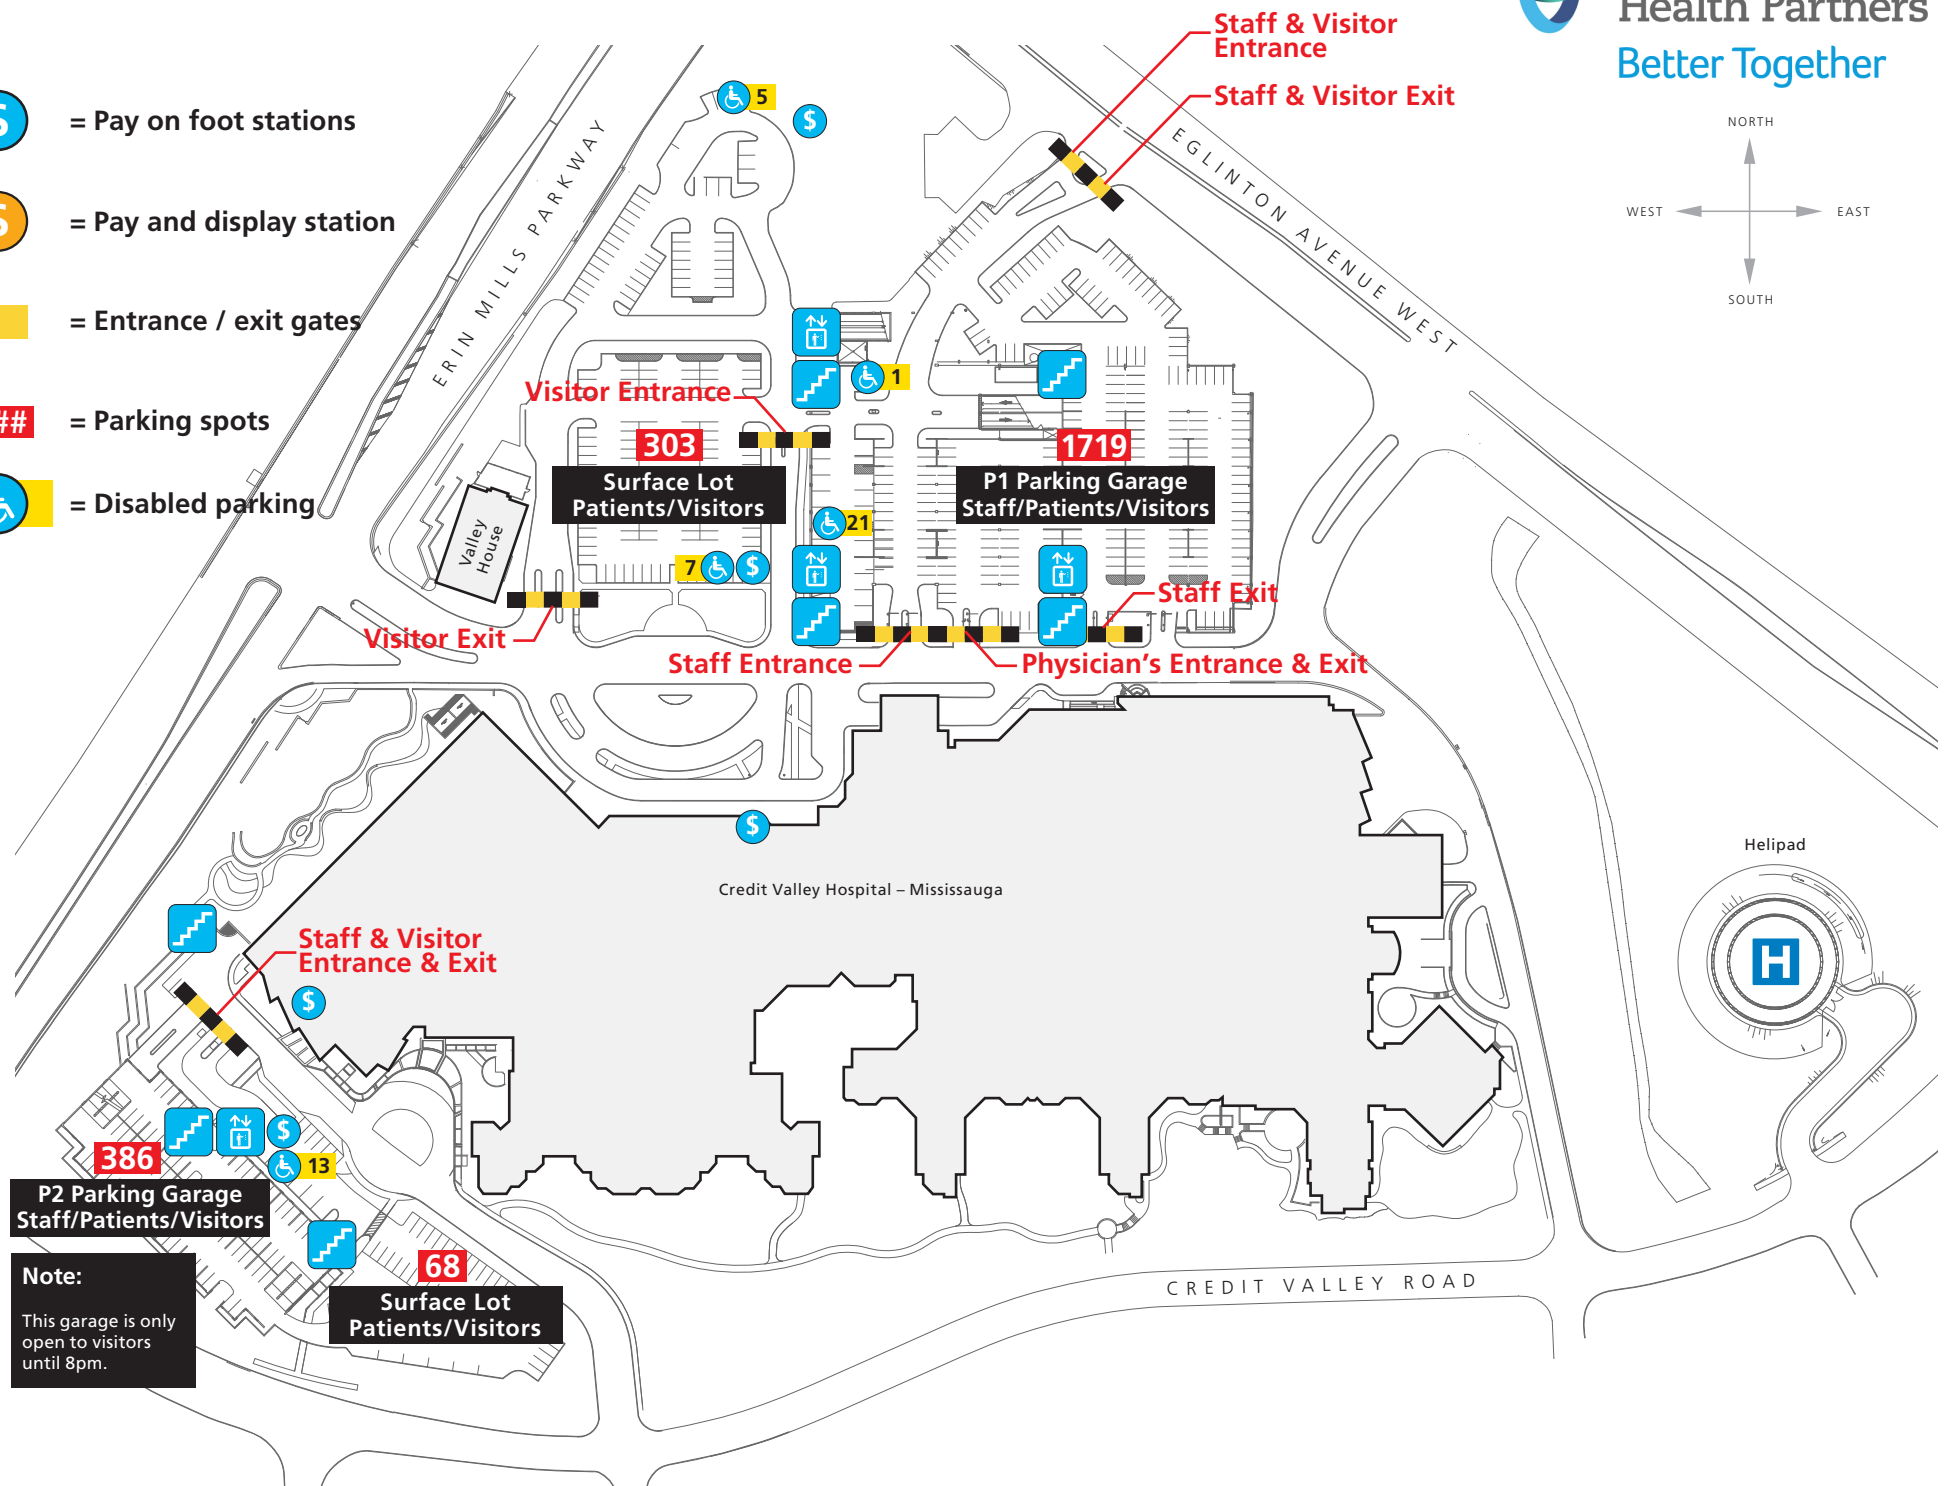 Health Partners
Better Together
$ = Pay on foot stations
$ = Pay and display station
= Entrance / exit gates
## = Parking spots
= Disabled parking
NORTH
WEST
EAST
SOUTH
Staff & Visitor
Entrance
Staff & Visitor Exit
5
$
ERIN MILLS PARKWAY
EGLINTON AVENUE WEST
1
Visitor Entrance
303
Surface Lot
Patients/Visitors
1719
P1 Parking Garage
Staff/Patients/Visitors
Valley
House
21
7
$
Staff Exit
Visitor Exit
Staff Entrance
Physician's Entrance & Exit
$
Credit Valley Hospital – Mississauga
Helipad
H
Staff & Visitor
Entrance & Exit
$
$
13
386
P2 Parking Garage
Staff/Patients/Visitors
Note:
This garage is only
open to visitors
until 8pm.
68
Surface Lot
Patients/Visitors
CREDIT VALLEY ROAD